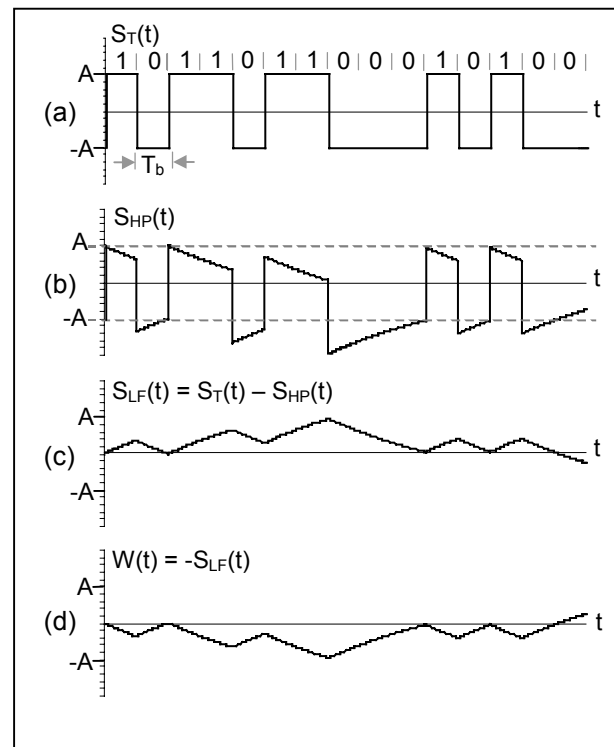 S_T(t)
1 | 0 | 1 | 1 | 0 | 1 | 1 | 0 | 0 | 0 | 1 | 0 | 1 | 0 | 0 |
A
(a) t
-A
T_b
S_HP(t)
A
(b)
-A
S_LF(t) = S_T(t) – S_HP(t)
A
(c) t
-A
W(t) = -S_LF(t)
A
(d) t
-A